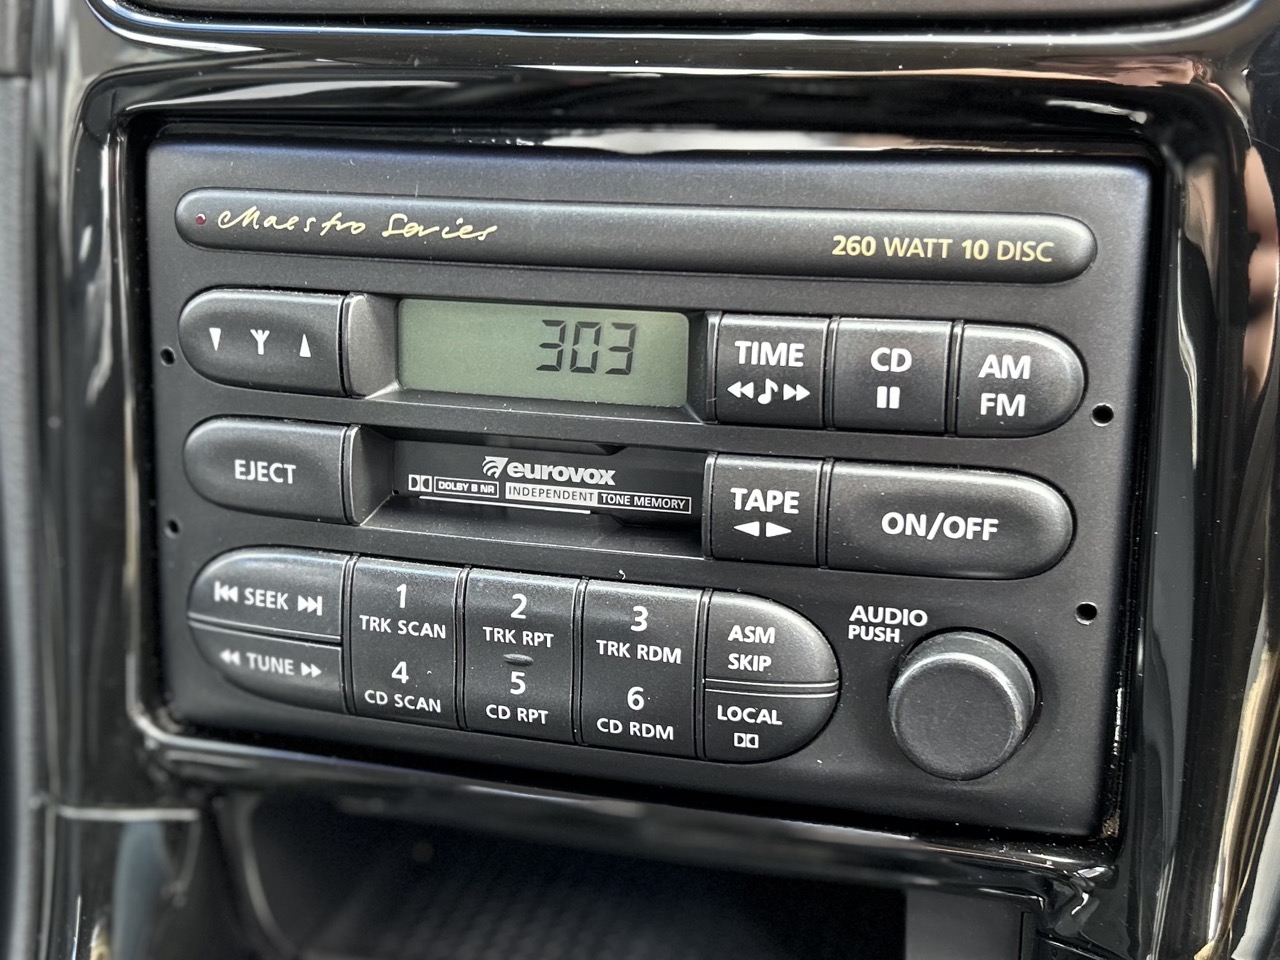 Maestro Series
260 WATT 10 DISC
303
TIME
CD
AM
FM
EJECT
eurovox
DOLBY B NR
INDEPENDENT TONE MEMORY
TAPE
ON/OFF
SEEK
TUNE
1
TRK SCAN
4
CD SCAN
2
TRK RPT
5
CD RPT
3
TRK RDM
6
CD RDM
ASM
SKIP
LOCAL
AUDIO
PUSH